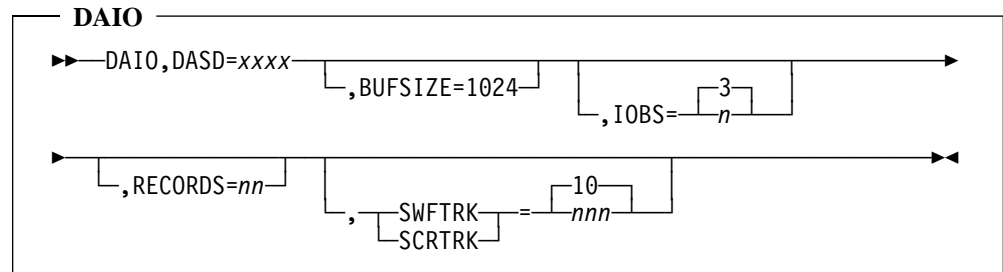 DAIO
DAIO,DASD=xxxx
,BUFSIZE=1024
,IOBS=
3
n
,RECORDS=nn
,
SWFTRK
SCRTRK
=
10
nnn